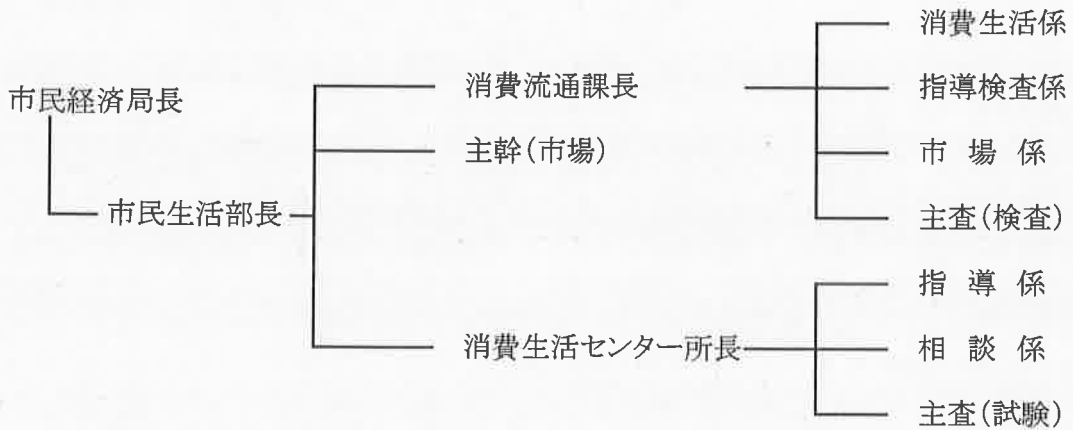 市民経済局長
市民生活部長
消費流通課長
主幹(市場)
消費生活センター所長
消費生活係
指導検査係
市 場 係
主査(検査)
指 導 係
相 談 係
主査(試験)